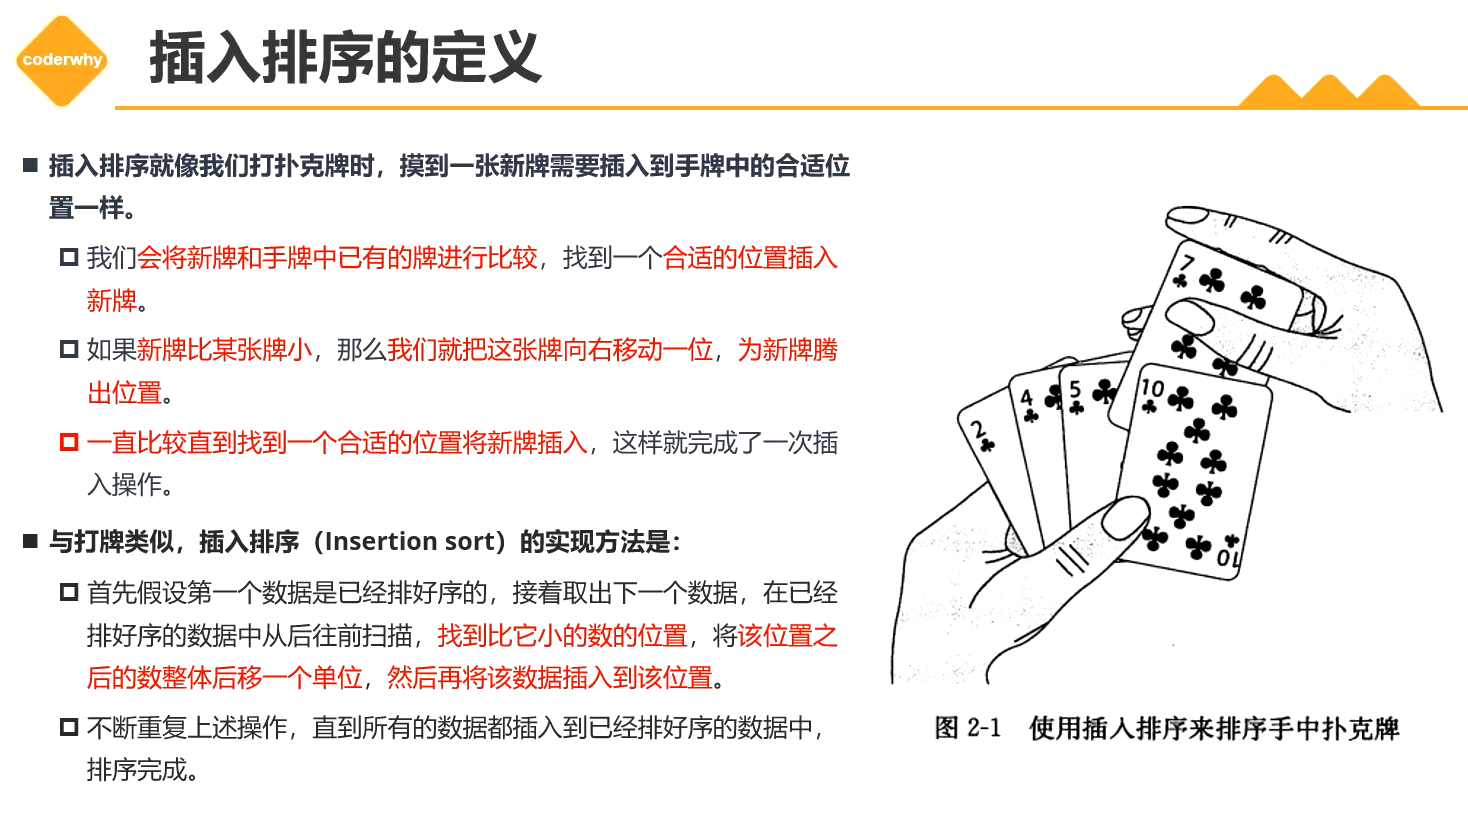 coderwhy
插入排序的定义
■ 插入排序就像我们打扑克牌时，摸到一张新牌需要插入到手牌中的合适位
置一样。
我们会将新牌和手牌中已有的牌进行比较，找到一个合适的位置插入
新牌。
如果新牌比某张牌小，那么我们就把这张牌向右移动一位，为新牌腾
出位置。
一直比较直到找到一个合适的位置将新牌插入，这样就完成了一次插
入操作。
■ 与打牌类似，插入排序（Insertion sort）的实现方法是：
首先假设第一个数据是已经排好序的，接着取出下一个数据，在已经
排好序的数据中从后往前扫描，找到比它小的数的位置，将该位置之
后的数整体后移一个单位，然后再将该数据插入到该位置。
不断重复上述操作，直到所有的数据都插入到已经排好序的数据中，
排序完成。
7
2
4
5
10
10
图 2-1 使用插入排序来排序手中扑克牌